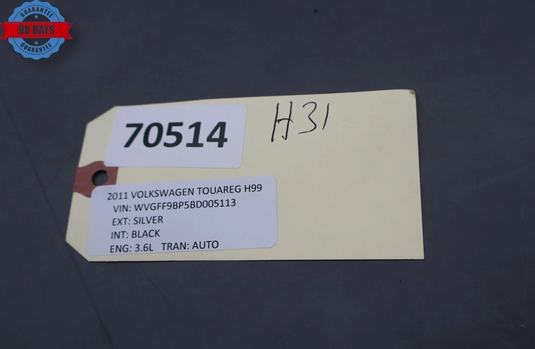 GUARANTEE
90 DAYS
GUARANTEE
70514
H31
2011 VOLKSWAGEN TOUAREG H99
VIN: WVGFF9BP5BD005113
EXT: SILVER
INT: BLACK
ENG: 3.6L TRAN: AUTO